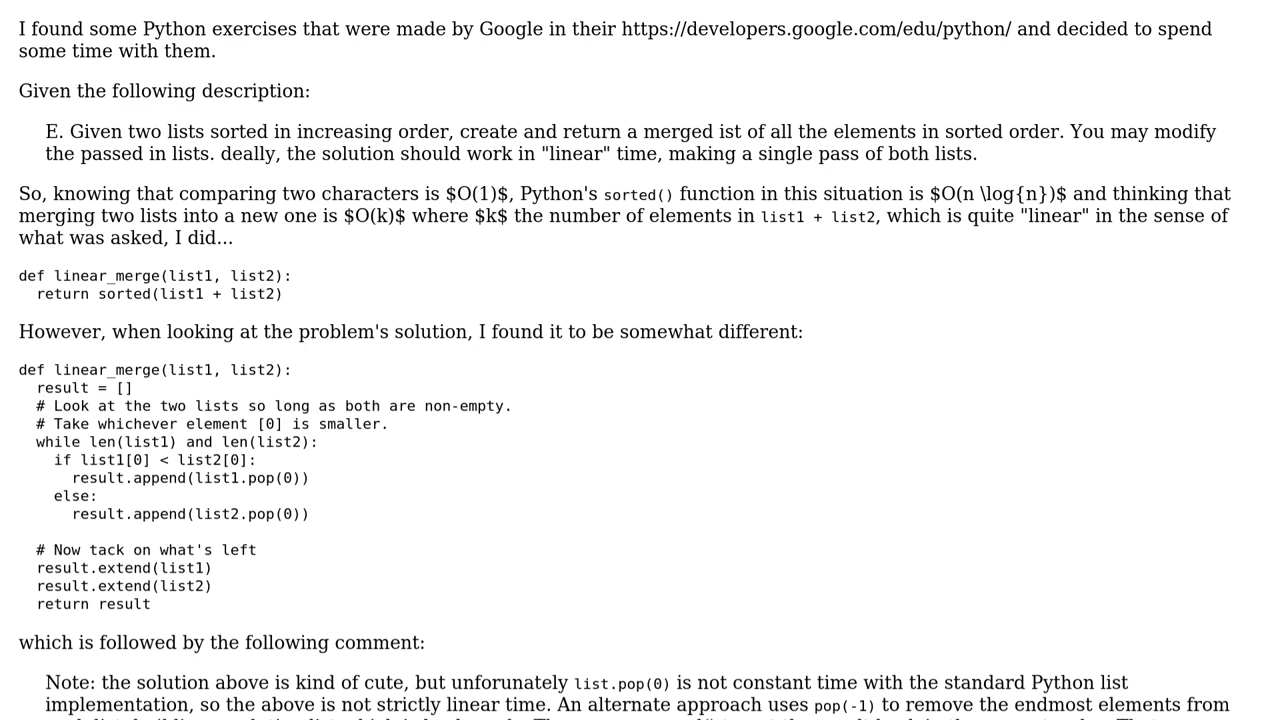 I found some Python exercises that were made by Google in their https://developers.google.com/edu/python/ and decided to spend
some time with them.
Given the following description:
E. Given two lists sorted in increasing order, create and return a merged ist of all the elements in sorted order. You may modify
the passed in lists. deally, the solution should work in "linear" time, making a single pass of both lists.
So, knowing that comparing two characters is $O(1)$, Python's sorted() function in this situation is $O(n \log{n})$ and thinking that
merging two lists into a new one is $O(k)$ where $k$ the number of elements in list1 + list2, which is quite "linear" in the sense of
what was asked, I did...
def linear_merge(list1, list2):
  return sorted(list1 + list2)
However, when looking at the problem's solution, I found it to be somewhat different:
def linear_merge(list1, list2):
  result = []
  # Look at the two lists so long as both are non-empty.
  # Take whichever element [0] is smaller.
  while len(list1) and len(list2):
    if list1[0] < list2[0]:
      result.append(list1.pop(0))
    else:
      result.append(list2.pop(0))
  # Now tack on what's left
  result.extend(list1)
  result.extend(list2)
  return result
which is followed by the following comment:
Note: the solution above is kind of cute, but unforunately list.pop(0) is not constant time with the standard Python list
implementation, so the above is not strictly linear time. An alternate approach uses pop(-1) to remove the endmost elements from